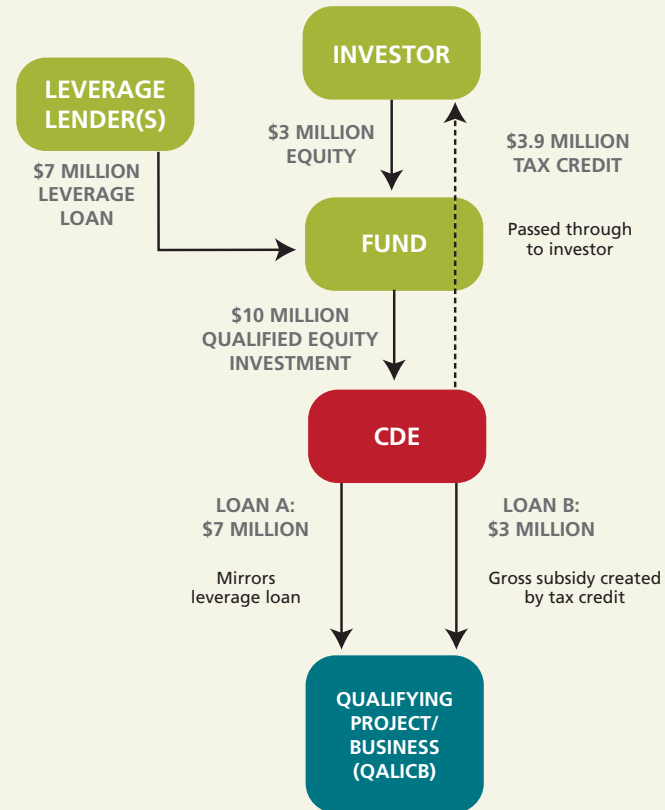 INVESTOR
LEVERAGE
LENDER(S)
$3 MILLION
EQUITY
$3.9 MILLION
TAX CREDIT
$7 MILLION
LEVERAGE
LOAN
FUND
Passed through
to investor
$10 MILLION
QUALIFIED EQUITY
INVESTMENT
CDE
LOAN A:
$7 MILLION
Mirrors
leverage loan
LOAN B:
$3 MILLION
Gross subsidy created
by tax credit
QUALIFYING
PROJECT/
BUSINESS
(QALICB)